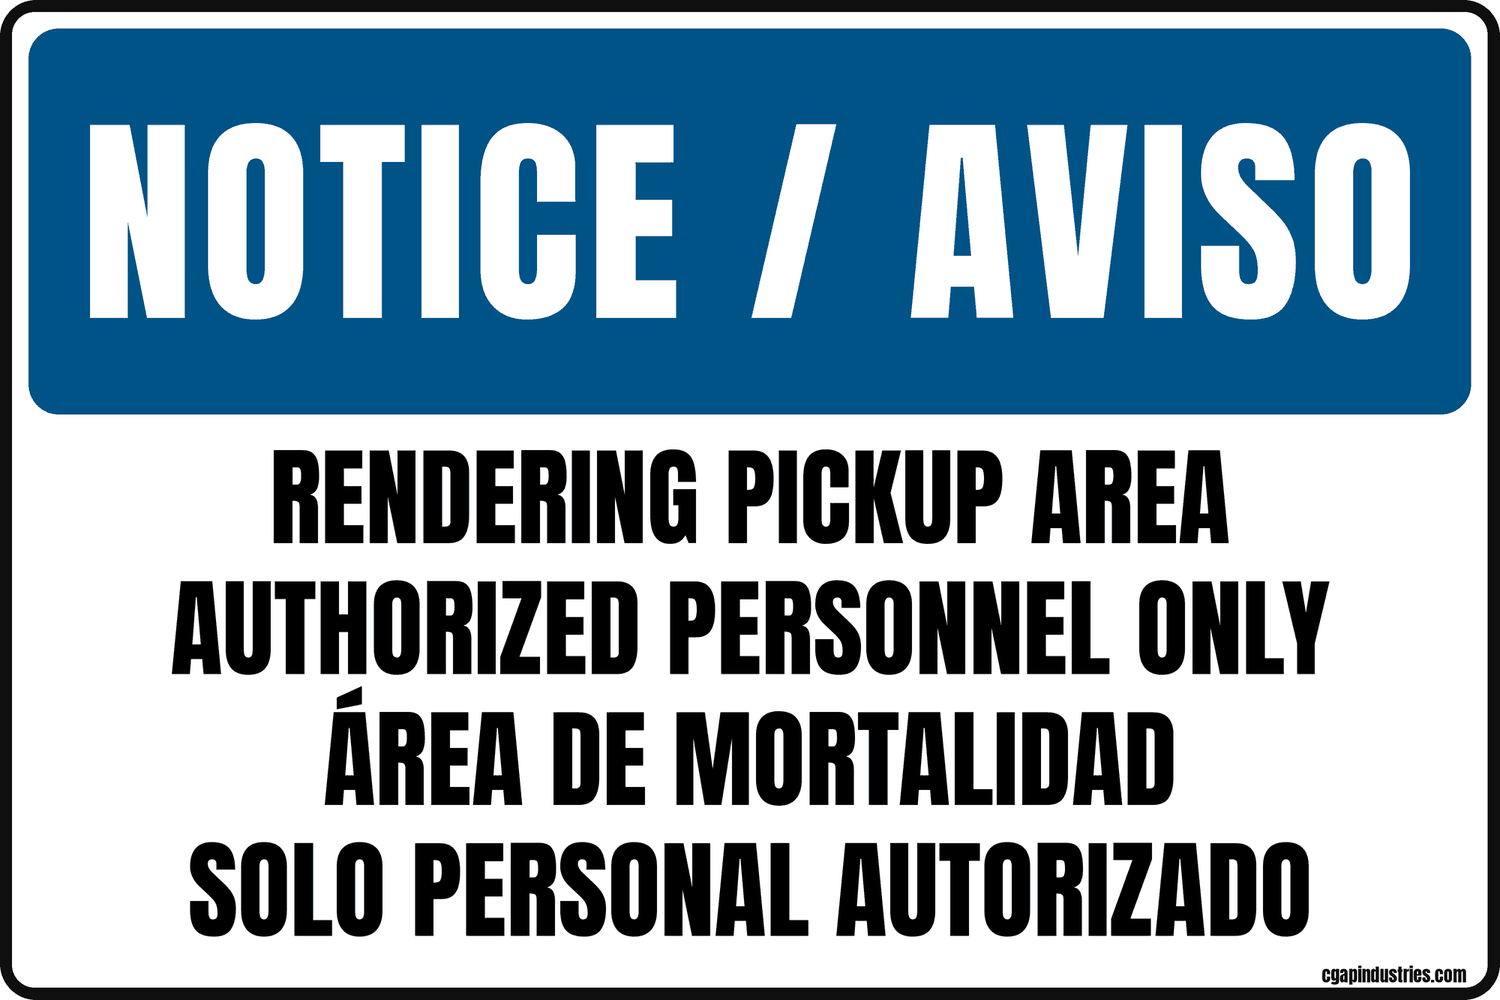 NOTICE / AVISO
RENDERING PICKUP AREA
AUTHORIZED PERSONNEL ONLY
ÁREA DE MORTALIDAD
SOLO PERSONAL AUTORIZADO
cgapindustries.com